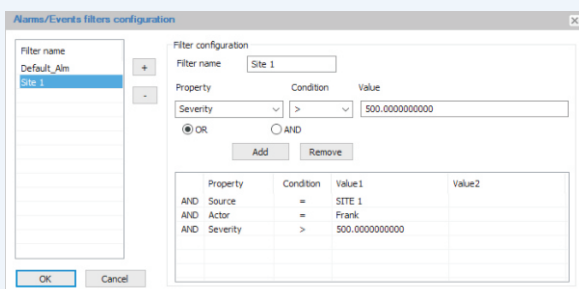 Alarms/Events filters configuration
Filter name
Default_Alm
Site 1
+
-
OK
Cancel
Filter configuration
Filter name Site 1
Property Condition Value
Severity > 500.0000000000
OR AND
Add Remove
Property Condition Value1 Value2
AND Source = SITE 1
AND Actor = Frank
AND Severity > 500.0000000000